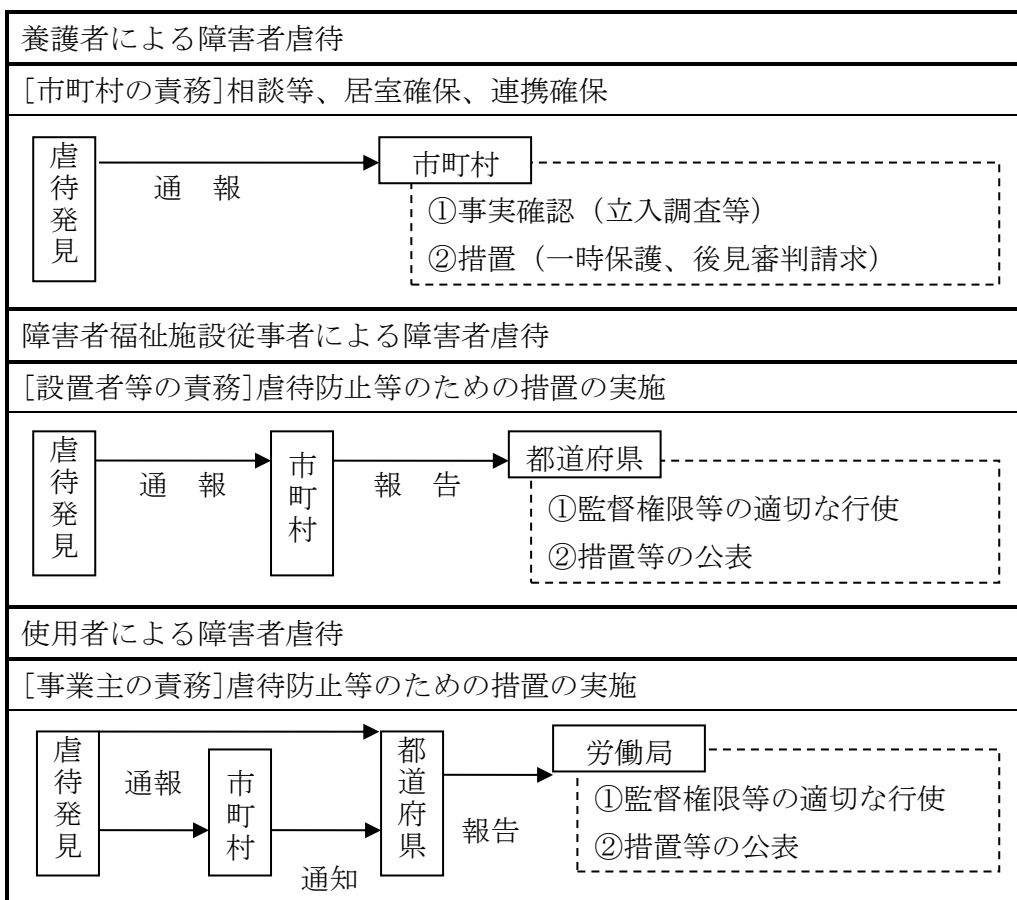 養護者による障害者虐待
[市町村の責務]相談等、居室確保、連携確保
虐待発見
通 報
市町村
①事実確認（立入調査等）
②措置（一時保護、後見審判請求）
障害者福祉施設従事者による障害者虐待
[設置者等の責務]虐待防止等のための措置の実施
虐待発見
通 報
市町村
報 告
都道府県
①監督権限等の適切な行使
②措置等の公表
使用者による障害者虐待
[事業主の責務]虐待防止等のための措置の実施
虐待発見
通報
市町村
通知
都道府県
報告
労働局
①監督権限等の適切な行使
②措置等の公表